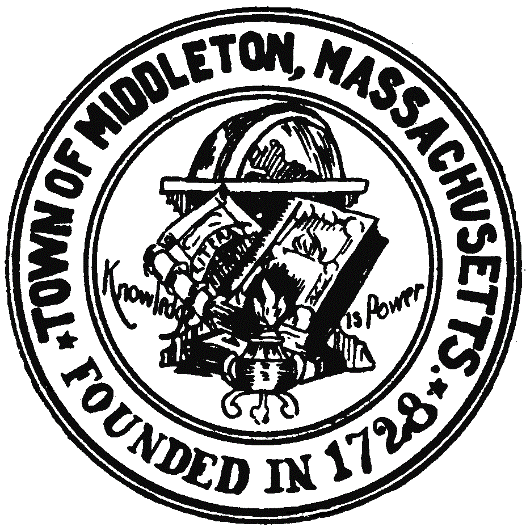 TOWN OF MIDDLETON, MASSACHUSETTS.
Knowledge
is Power
★ FOUNDED IN 1728 ★